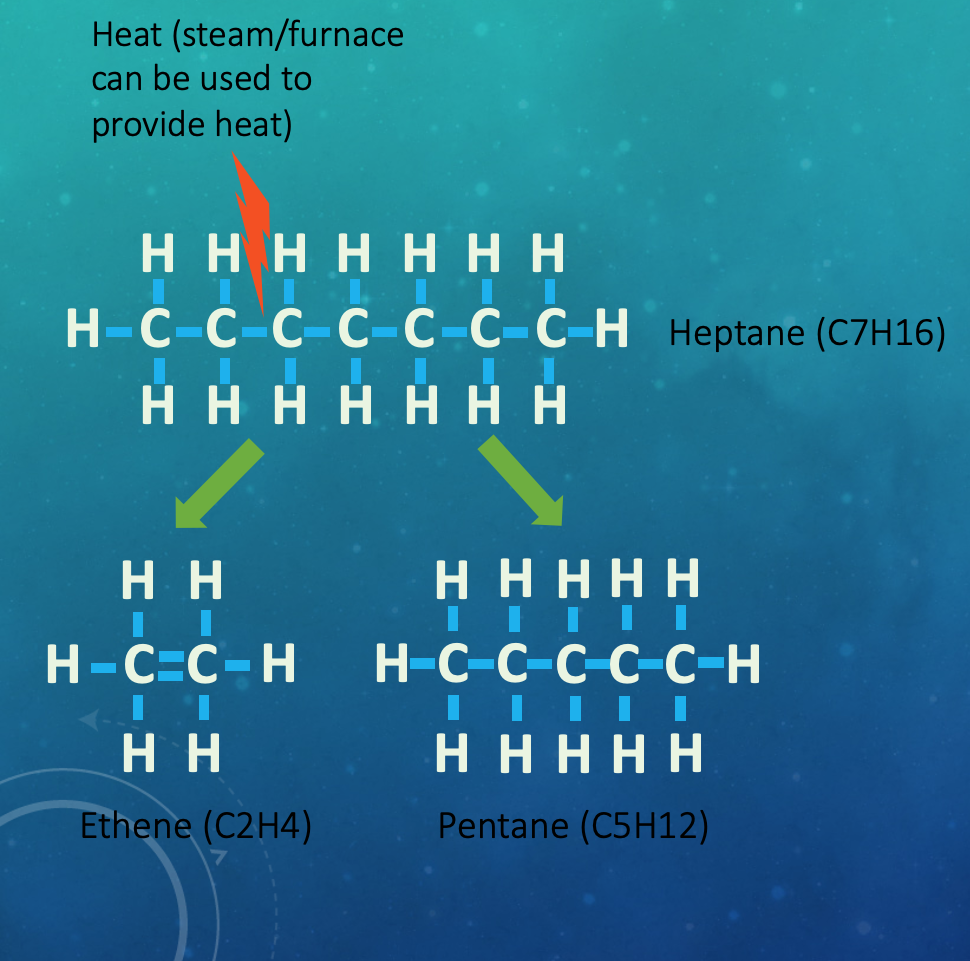 Heat (steam/furnace
can be used to
provide heat)
H H H H H H H
H C C C C C C C H
Heptane (C7H16)
H H H H H H H
H H
H C=C H
H H
Ethene (C2H4)
H H H H H
H C C C C C H
H H H H H
Pentane (C5H12)